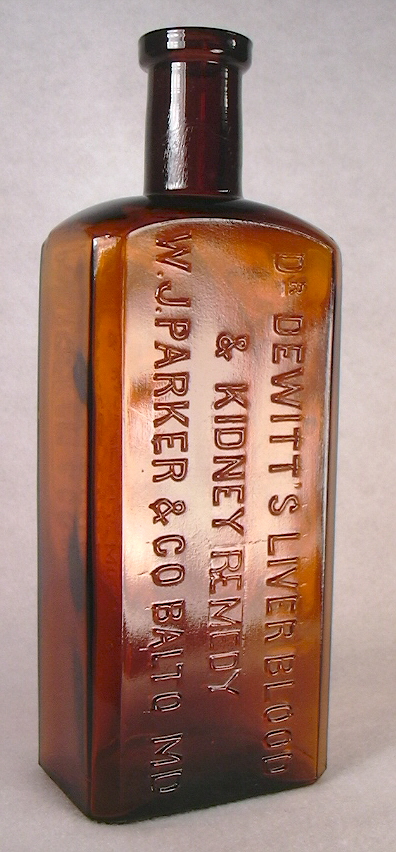 DR DEWITT'S LIVER BLOOD
& KIDNEY REMEDY
W.J.PARKER & CO BALTO MD